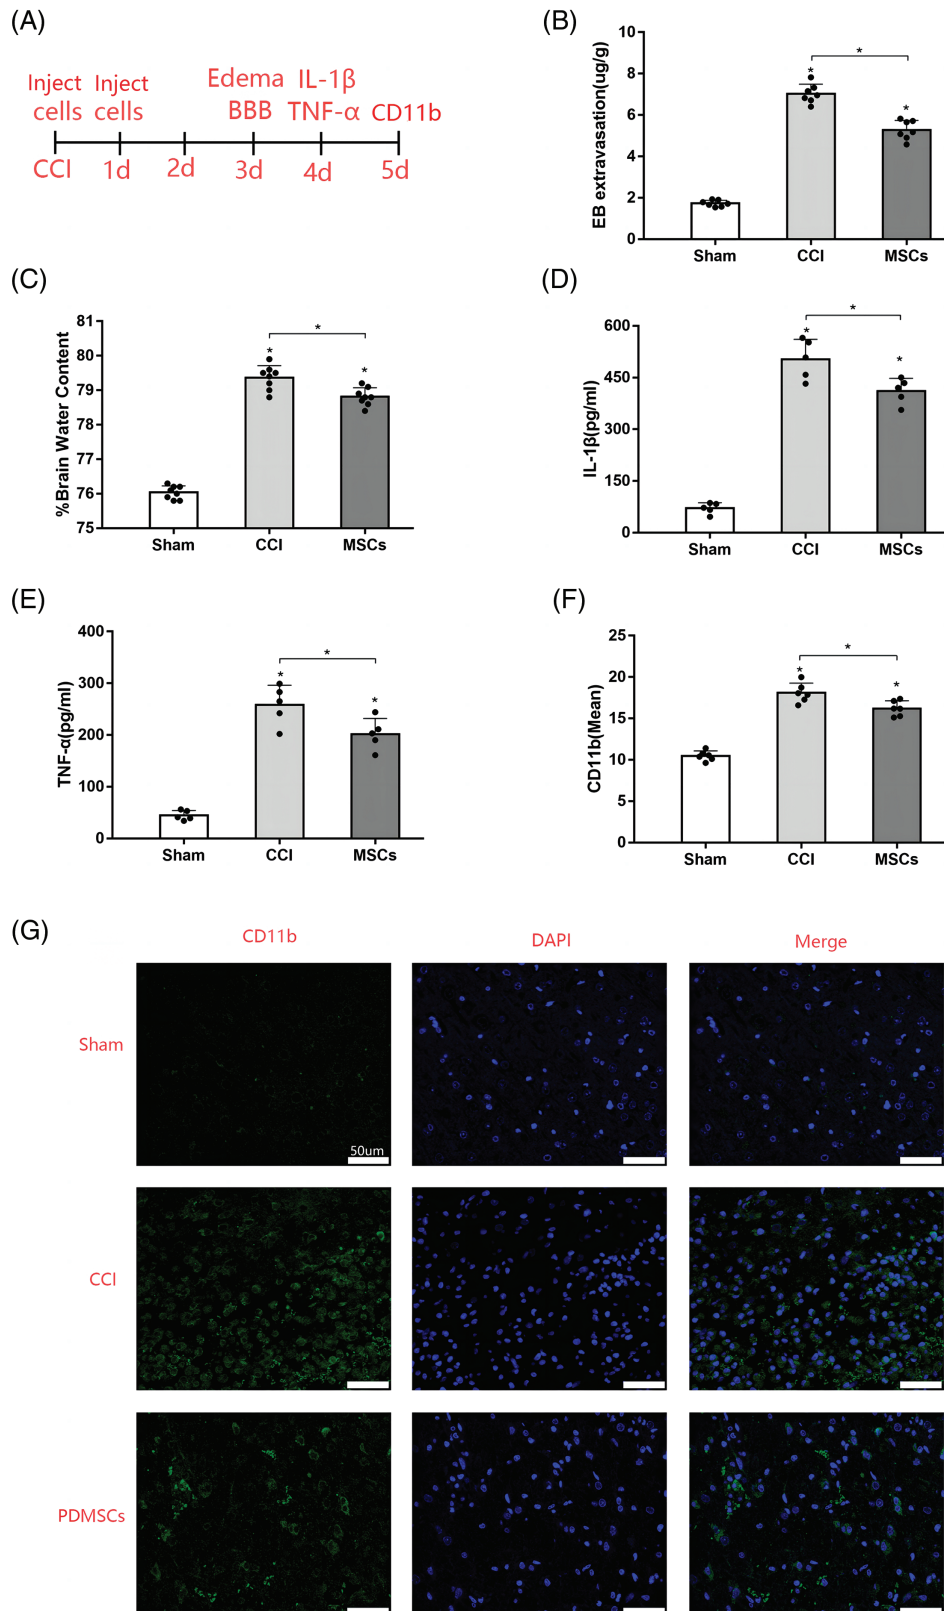 (A)
Inject Inject Edema IL-1β
cells cells BBB TNF-α CD11b
CCI 1d 2d 3d 4d 5d
(B)
EB extravasation(ug/g)
10
8
6
4
2
0
*
*
*
Sham CCI MSCs
(C)
%Brain Water Content
81
80
79
78
77
76
75
*
*
*
Sham CCI MSCs
(D)
IL-1β(pg/ml)
600
450
300
150
0
*
*
*
Sham CCI MSCs
(E)
TNF-α(pg/ml)
400
300
200
100
0
*
*
*
Sham CCI MSCs
(F)
CD11b(Mean)
25
20
15
10
5
0
*
*
*
Sham CCI MSCs
(G)
CD11b DAPI Merge
Sham
50um
CCI
PDMSCs